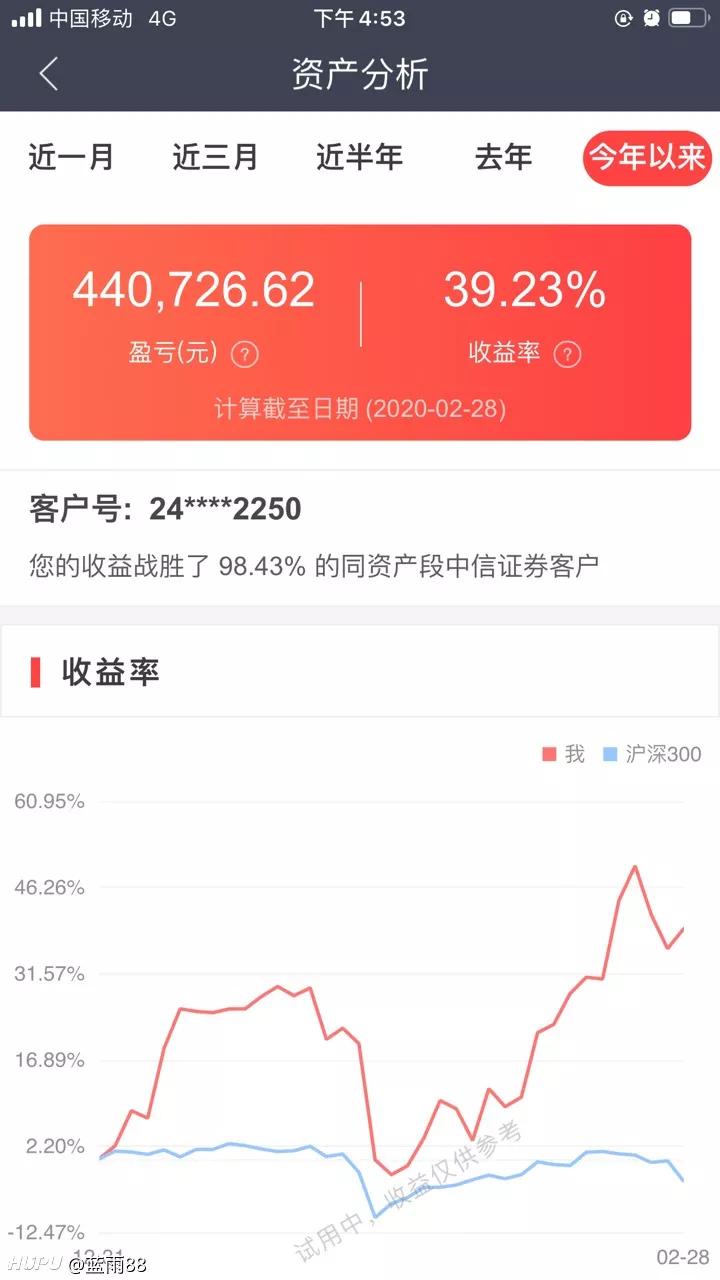 中国移动 4G 下午4:53
资产分析
近一月 近三月 近半年 去年 今年以来
440,726.62 39.23%
盈亏(元) ? 收益率 ?
计算截至日期 (2020-02-28)
客户号: 24****2250
您的收益战胜了 98.43% 的同资产段中信证券客户
收益率
我 沪深300
60.95%
46.26%
31.57%
16.89%
2.20%
-12.47%
试用中，收益仅供参考
12-31 02-28
HUPU @蓝雨88